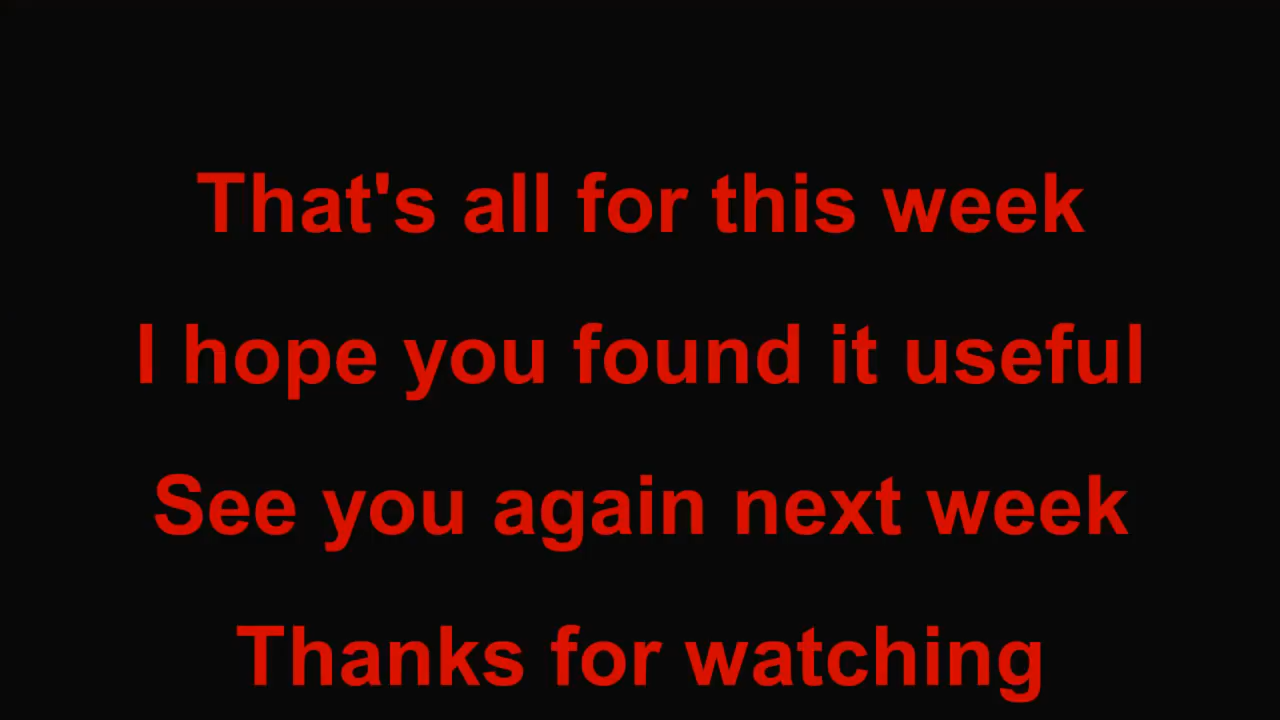 That's all for this week
I hope you found it useful
See you again next week
Thanks for watching